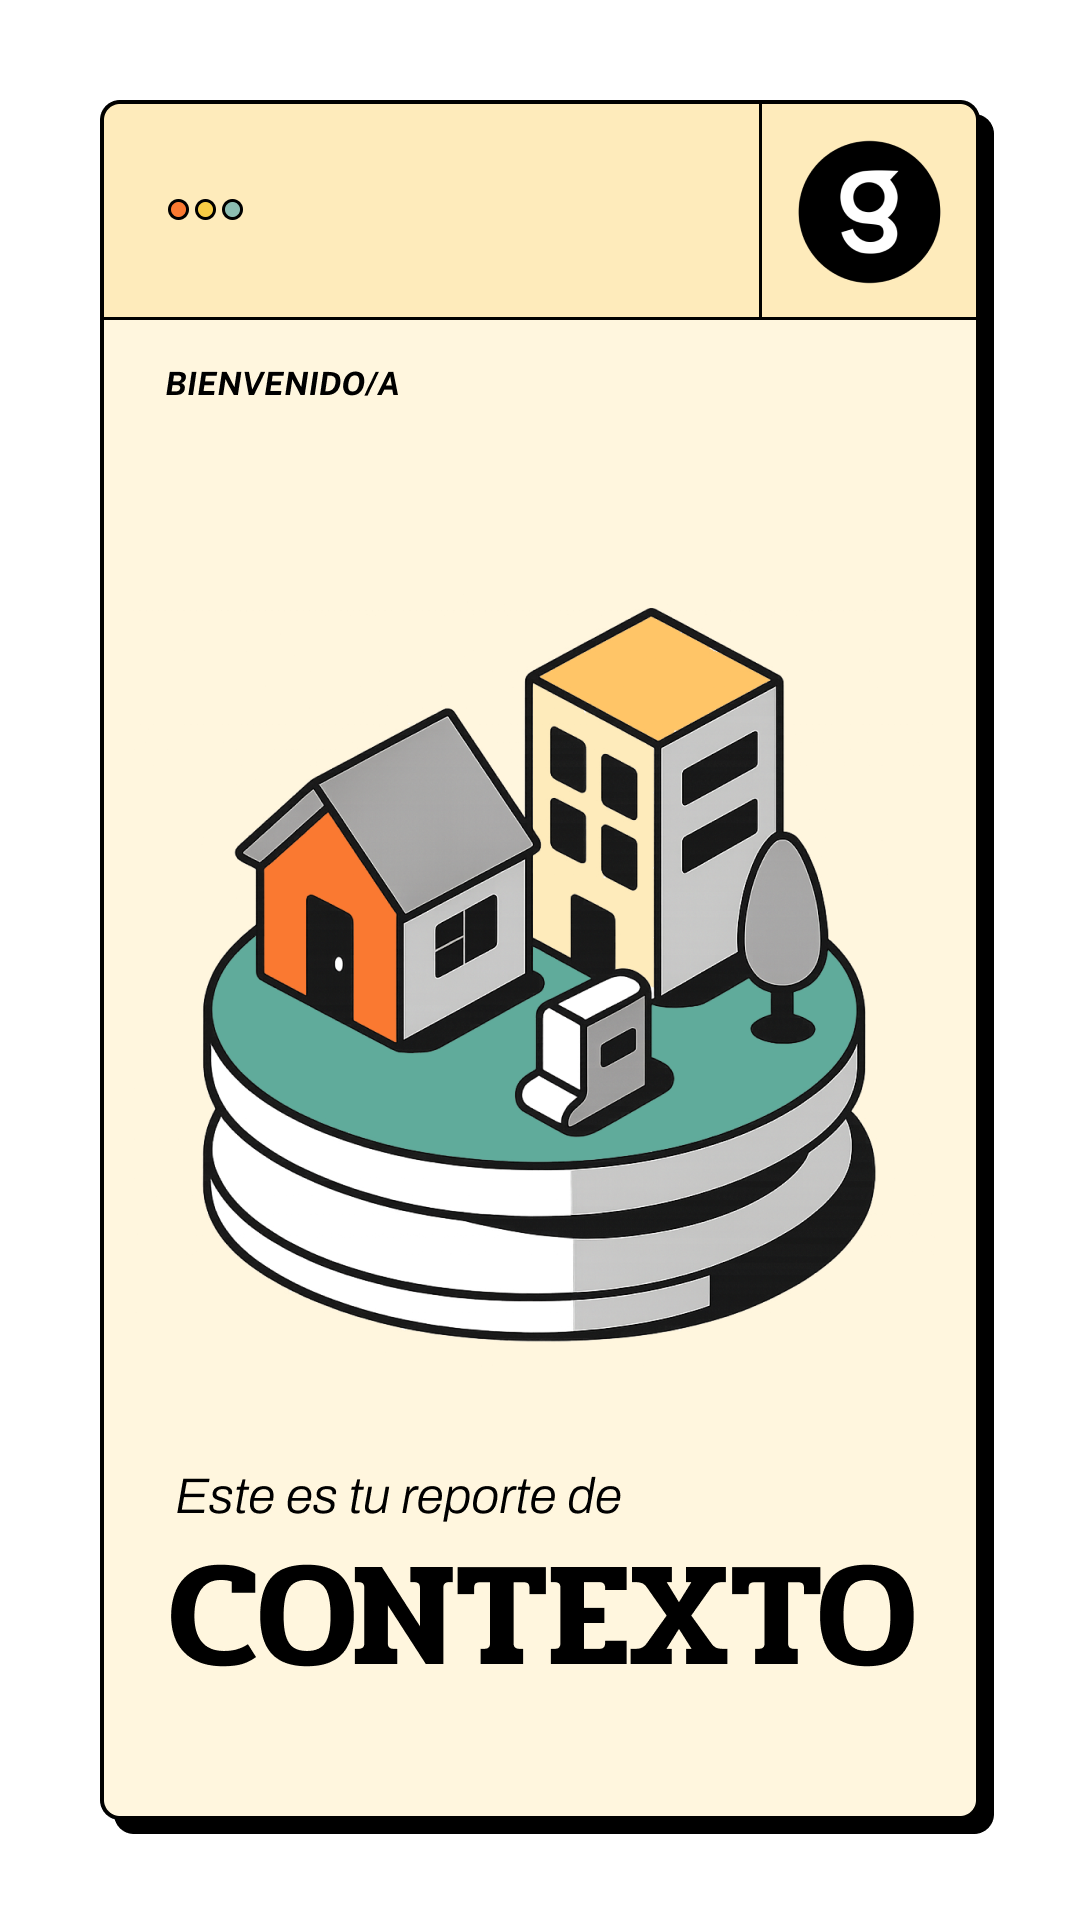 g
BIENVENIDO/A
Este es tu reporte de
CONTEXTO